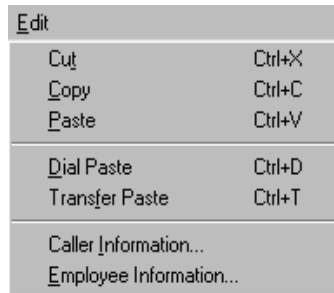 Edit
Cut Ctrl+X
Copy Ctrl+C
Paste Ctrl+V
Dial Paste Ctrl+D
Transfer Paste Ctrl+T
Caller Information...
Employee Information...